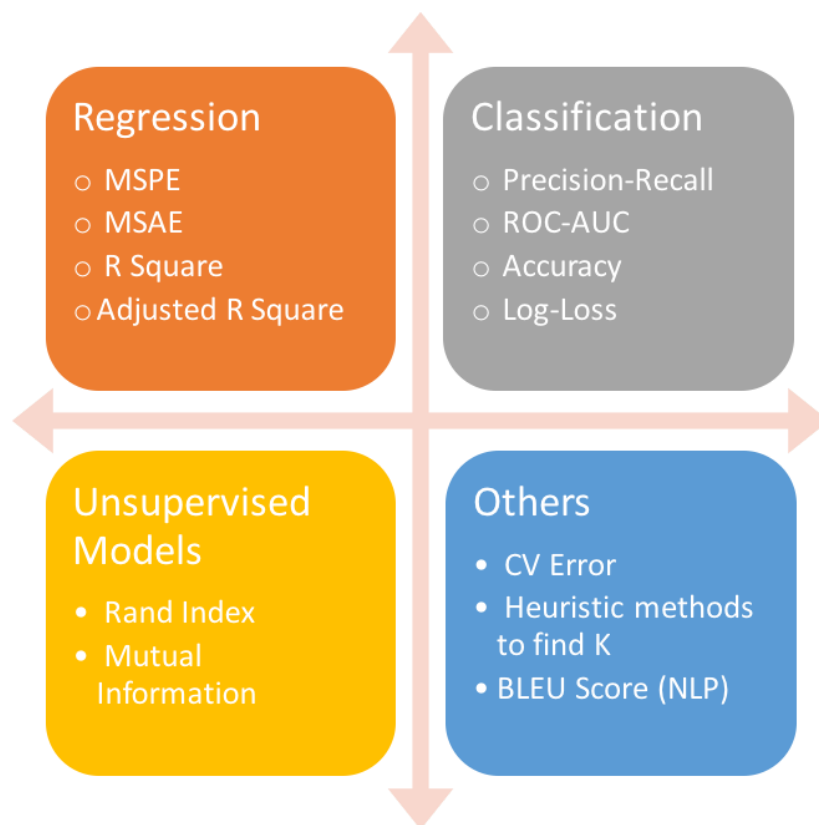 Regression
○ MSPE
○ MSAE
○ R Square
○ Adjusted R Square
Classification
○ Precision-Recall
○ ROC-AUC
○ Accuracy
○ Log-Loss
Unsupervised
Models
• Rand Index
• Mutual
Information
Others
• CV Error
• Heuristic methods
to find K
• BLEU Score (NLP)